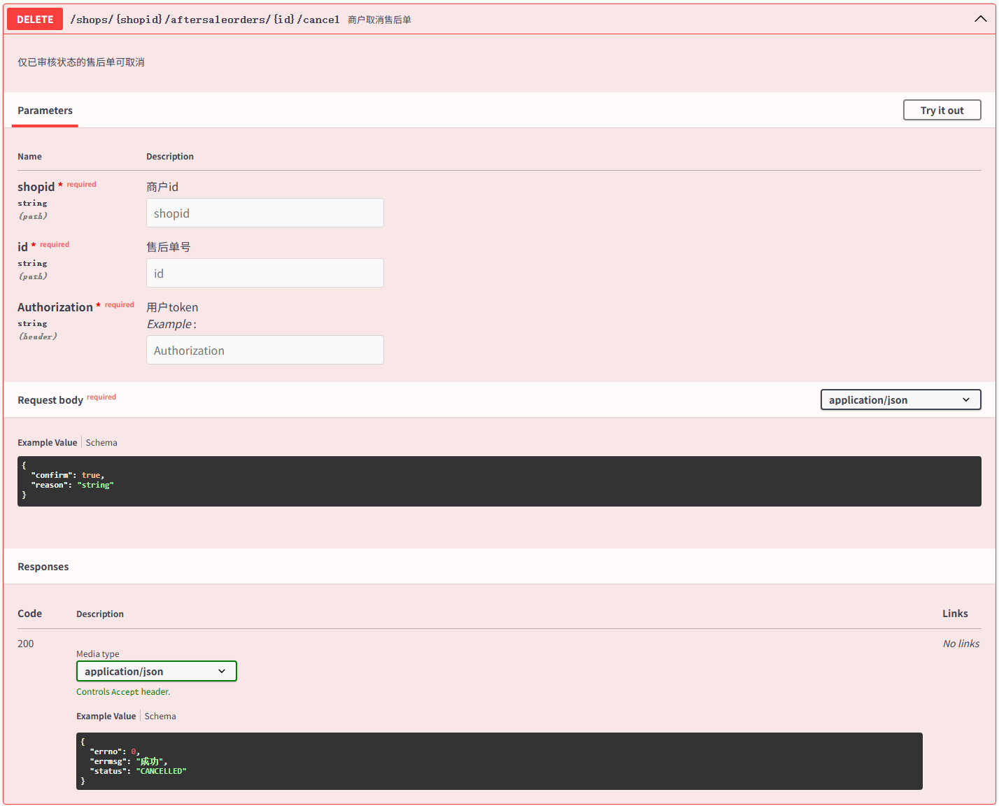 DELETE /shops/{shopid}/aftersaleorders/{id}/cancel 商户取消售后单
仅已审核状态的售后单可取消
Parameters
Try it out
Name Description
shopid * required
string
(path)
商户id
shopid
id * required
string
(path)
售后单号
id
Authorization * required
string
(header)
用户token
Example :
Authorization
Request body required
application/json
Example Value Schema
{
"confirm": true,
"reason": "string"
}
Responses
Code Description Links
200
No links
Media type
application/json
Controls Accept header.
Example Value Schema
{
"errno": 0,
"errmsg": "成功",
"status": "CANCELLED"
}